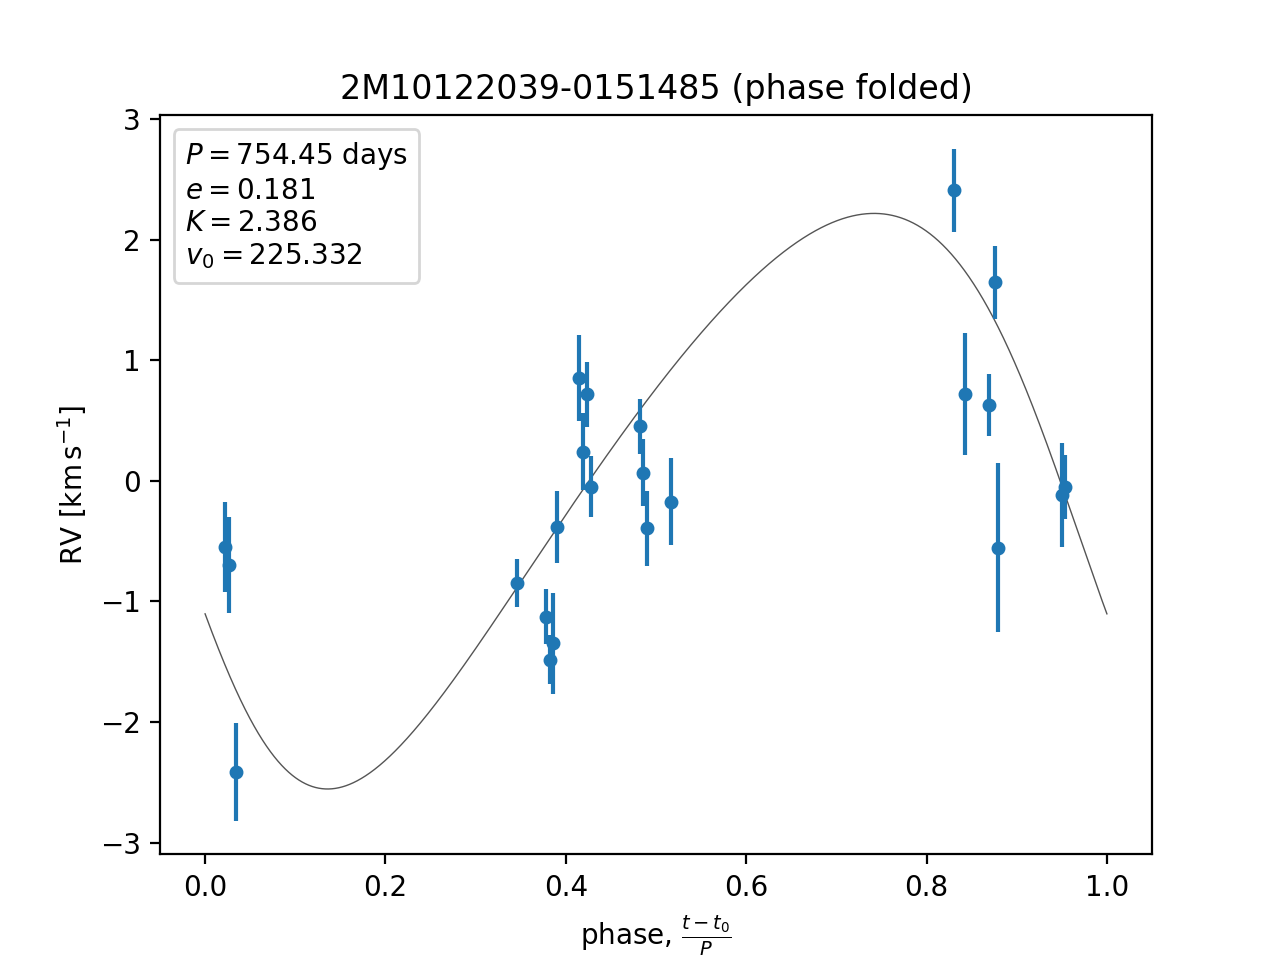 2M10122039-0151485 (phase folded)
P = 754.45 days
e = 0.181
K = 2.386
v₀ = 225.332
3
2
1
0
−1
−2
−3
RV [km s⁻¹]
0.0 0.2 0.4 0.6 0.8 1.0
phase, (t − t₀)/P